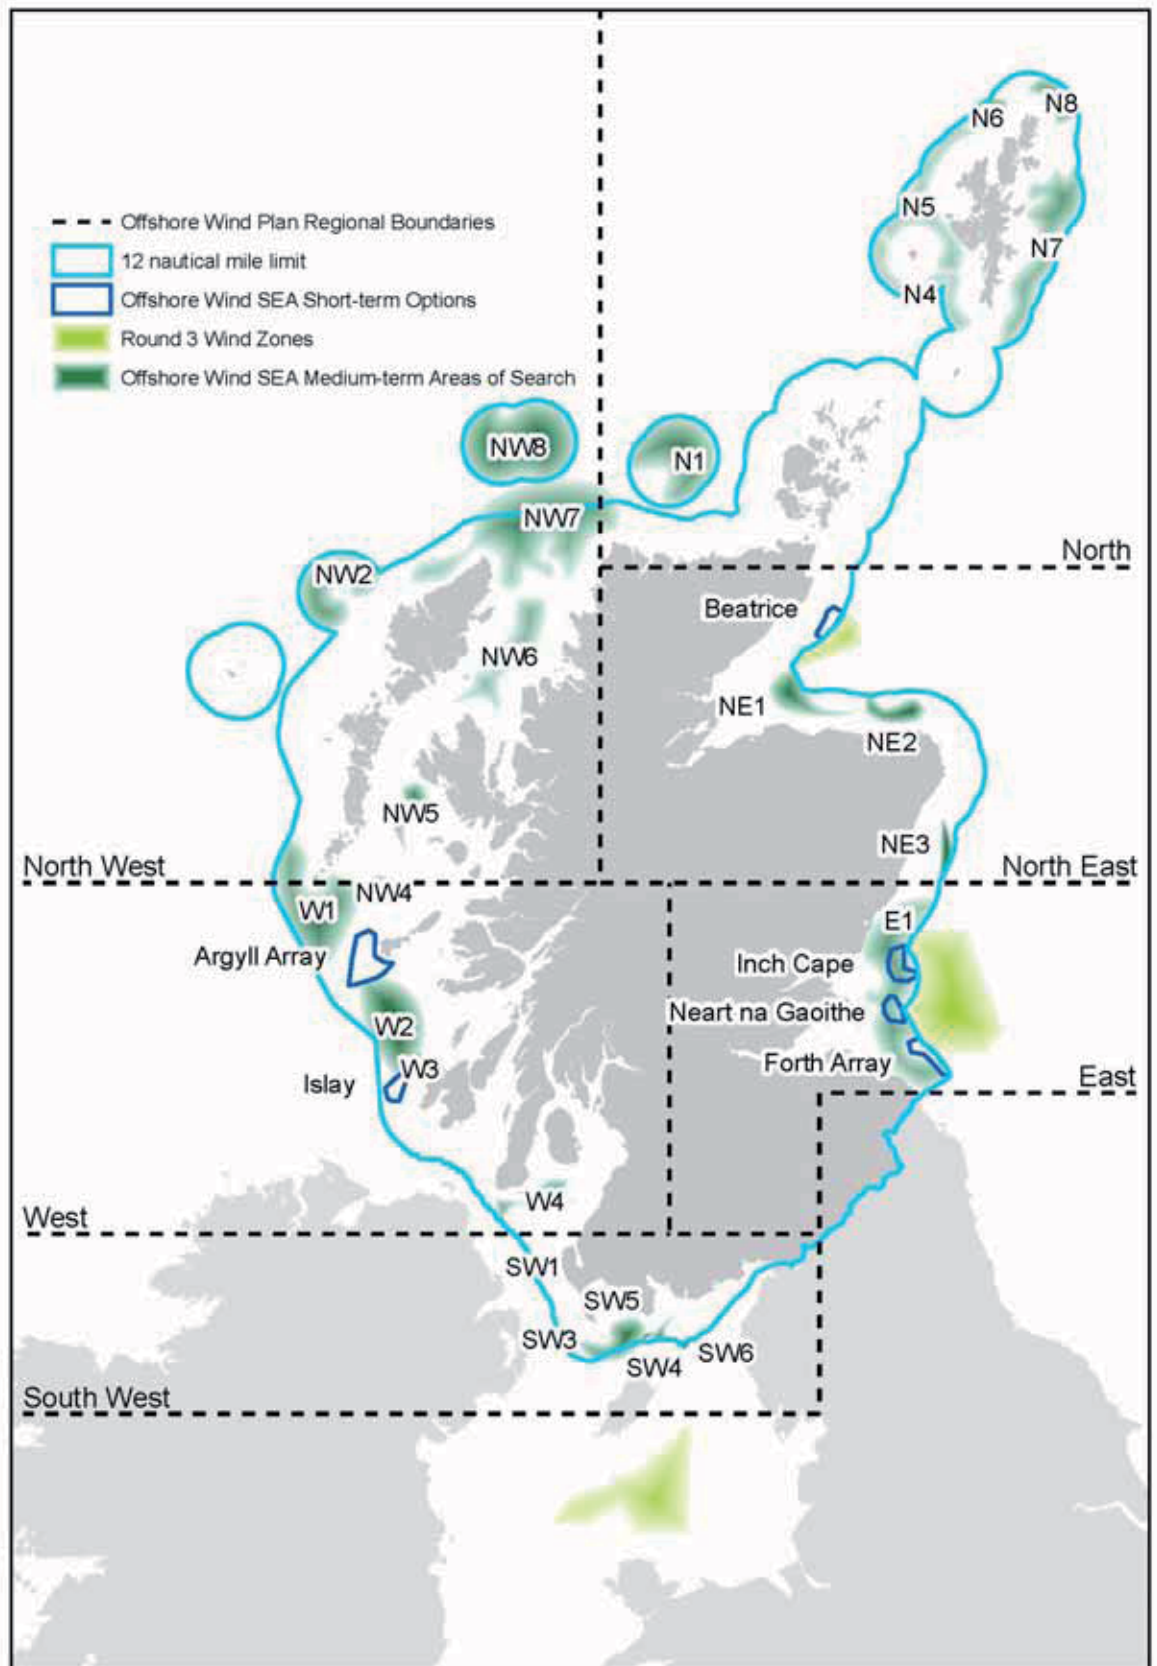 N8
N6
N5
N7
N4
Offshore Wind Plan Regional Boundaries
12 nautical mile limit
Offshore Wind SEA Short-term Options
Round 3 Wind Zones
Offshore Wind SEA Medium-term Areas of Search
NW8
N1
NW7
North
NW2
Beatrice
NW6
NE1
NE2
NW5
NE3
North West
North East
NW4
W1
E1
Argyll Array
Inch Cape
Neart na Gaoithe
W2
Forth Array
W3
Islay
East
W4
West
SW1
SW5
SW3
SW6
SW4
South West